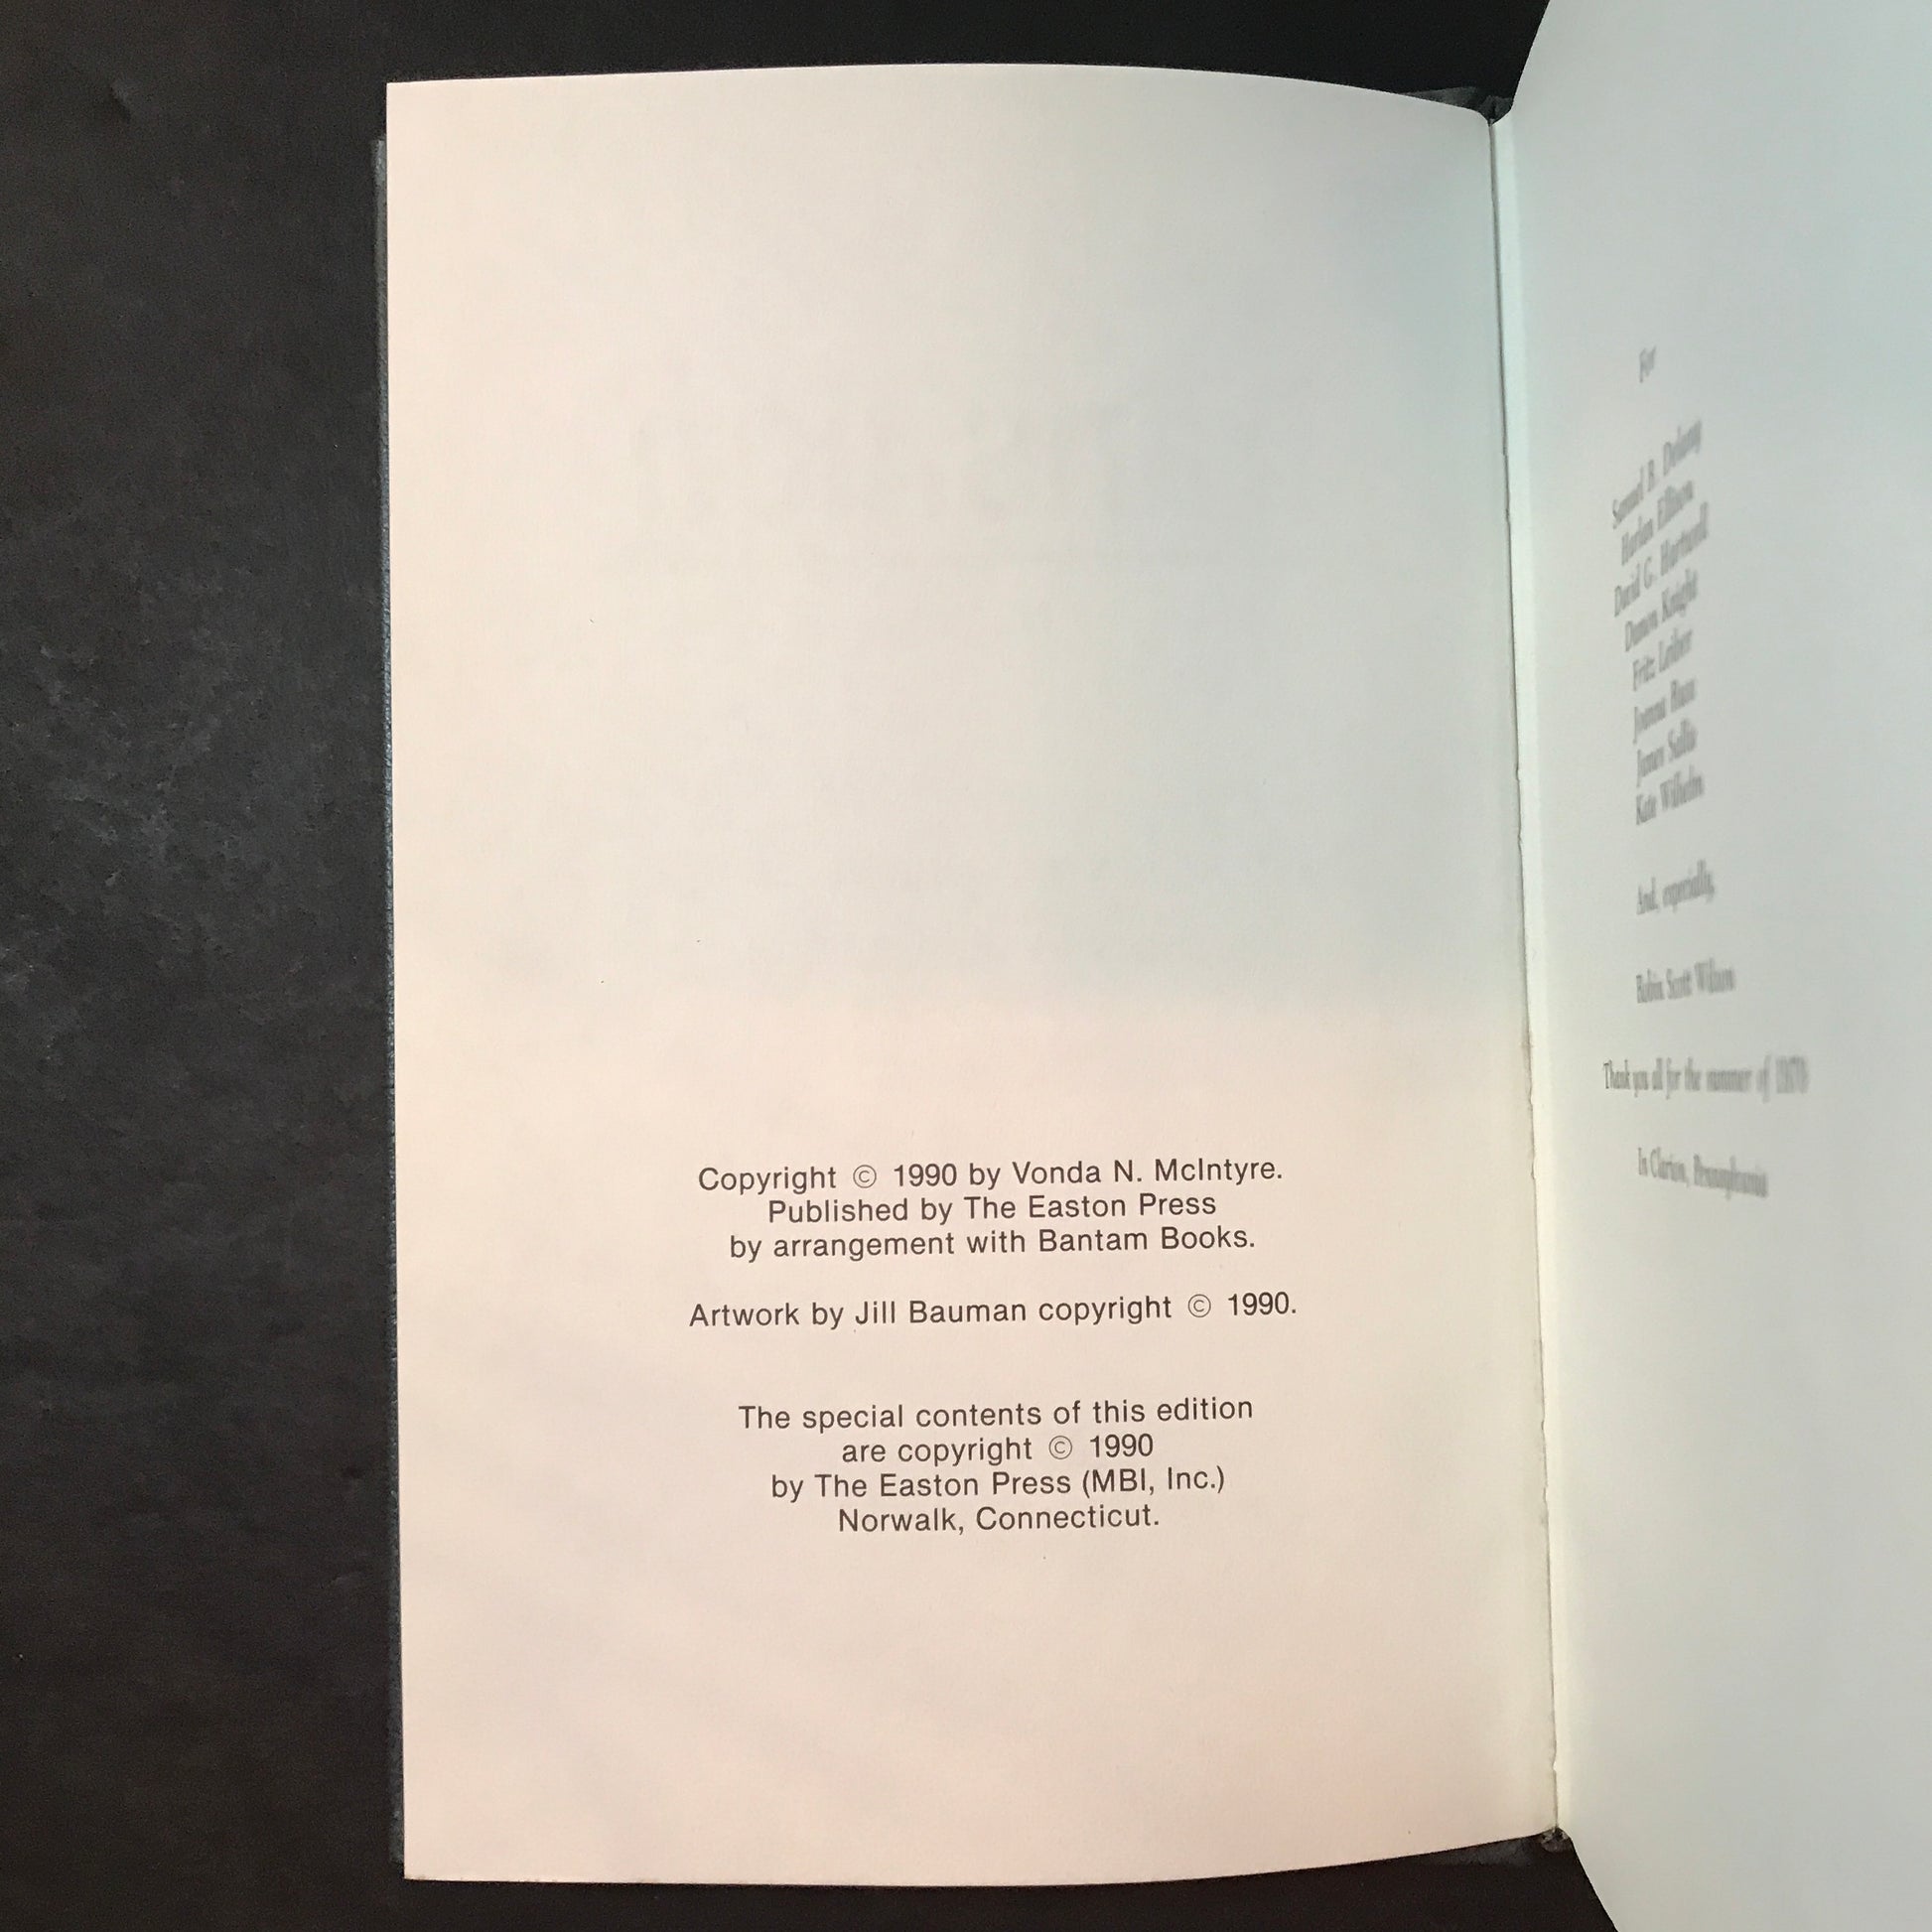 Copyright © 1990 by Vonda N. McIntyre.
Published by The Easton Press
by arrangement with Bantam Books.
Artwork by Jill Bauman copyright © 1990.
The special contents of this edition
are copyright © 1990
by The Easton Press (MBI, Inc.)
Norwalk, Connecticut.
For
Samuel R. Delany
Harlan Ellison
David G. Hartwell
Damon Knight
Fritz Leiber
Joanna Russ
James Sallis
Kate Wilhelm
And, especially,
Robin Scott Wilson
Thank you all for the summer of 1970
In Clarion, Pennsylvania